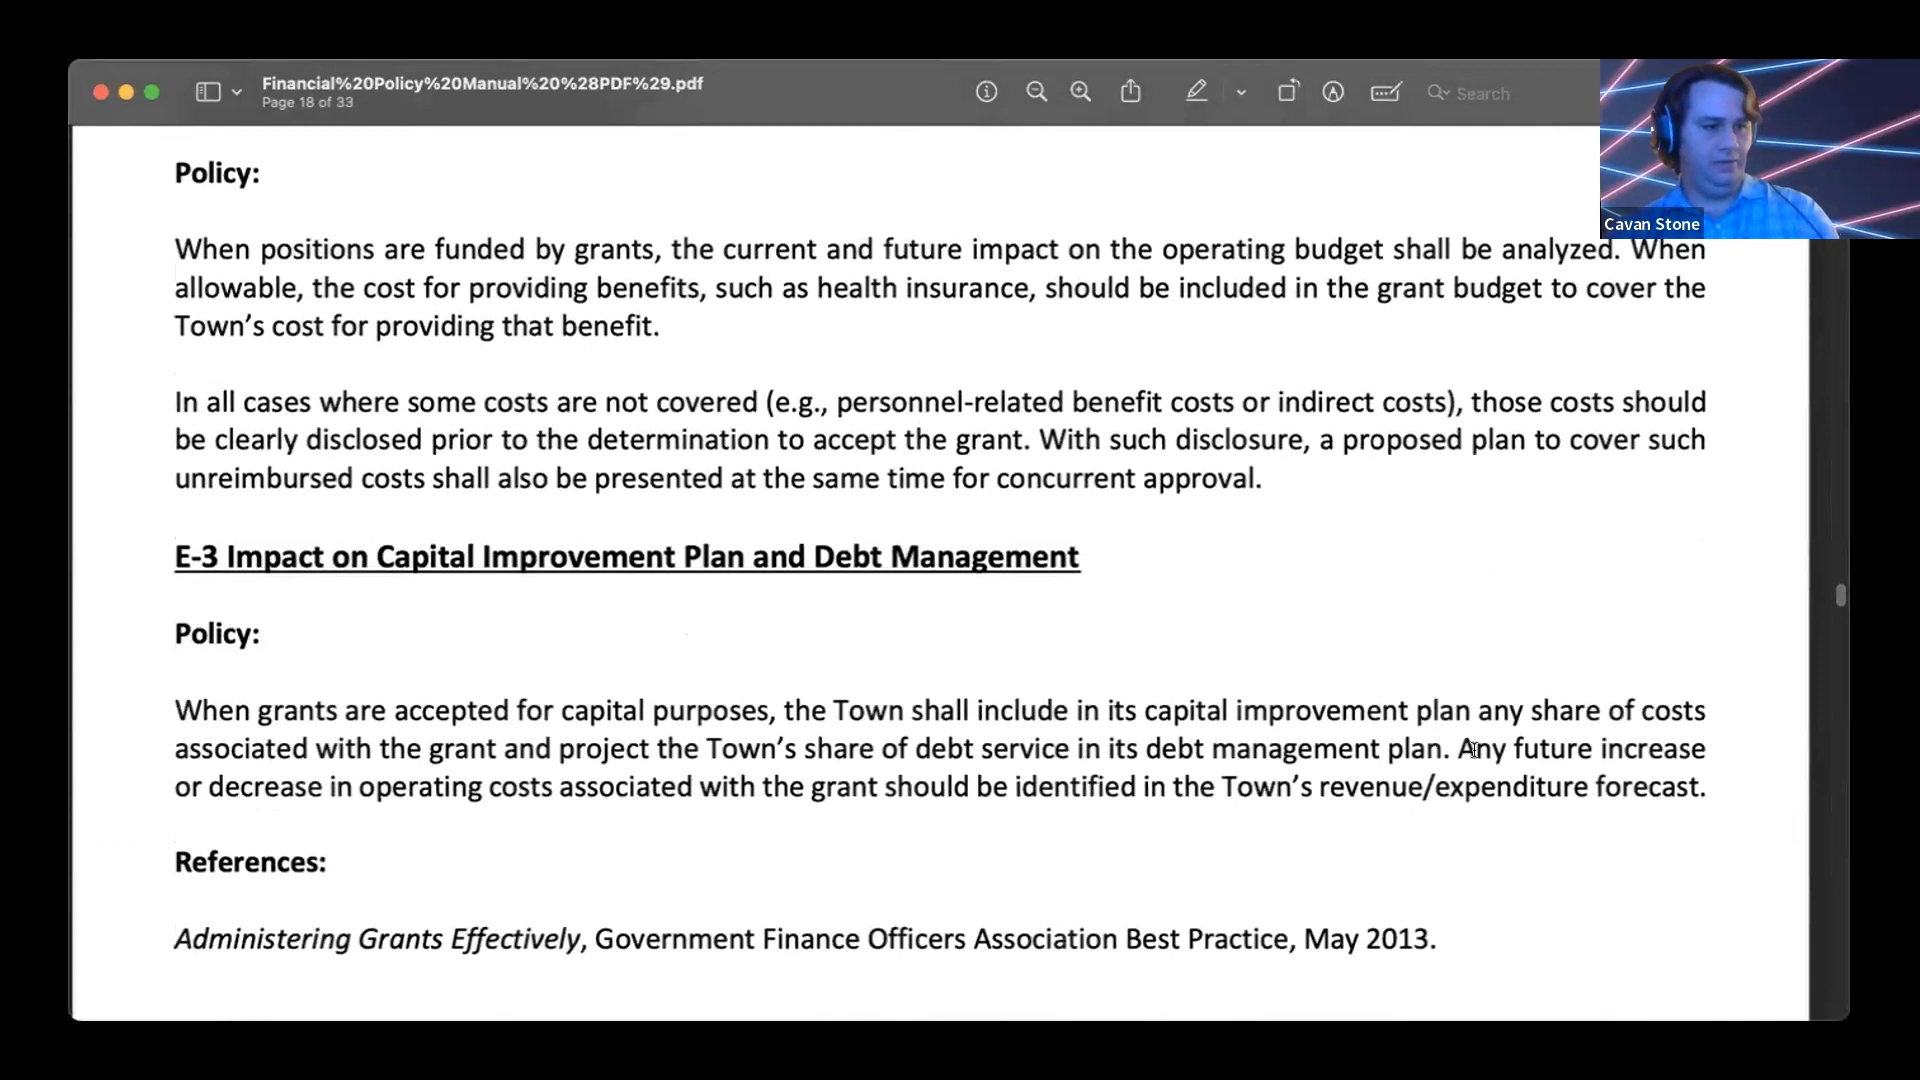 Financial%20Policy%20Manual%20%28PDF%29.pdf
Page 18 of 33
Search
Cavan Stone
Policy:
When positions are funded by grants, the current and future impact on the operating budget shall be analyzed. When
allowable, the cost for providing benefits, such as health insurance, should be included in the grant budget to cover the
Town’s cost for providing that benefit.
In all cases where some costs are not covered (e.g., personnel-related benefit costs or indirect costs), those costs should
be clearly disclosed prior to the determination to accept the grant. With such disclosure, a proposed plan to cover such
unreimbursed costs shall also be presented at the same time for concurrent approval.
E-3 Impact on Capital Improvement Plan and Debt Management
Policy:
When grants are accepted for capital purposes, the Town shall include in its capital improvement plan any share of costs
associated with the grant and project the Town’s share of debt service in its debt management plan. Any future increase
or decrease in operating costs associated with the grant should be identified in the Town’s revenue/expenditure forecast.
References:
Administering Grants Effectively, Government Finance Officers Association Best Practice, May 2013.